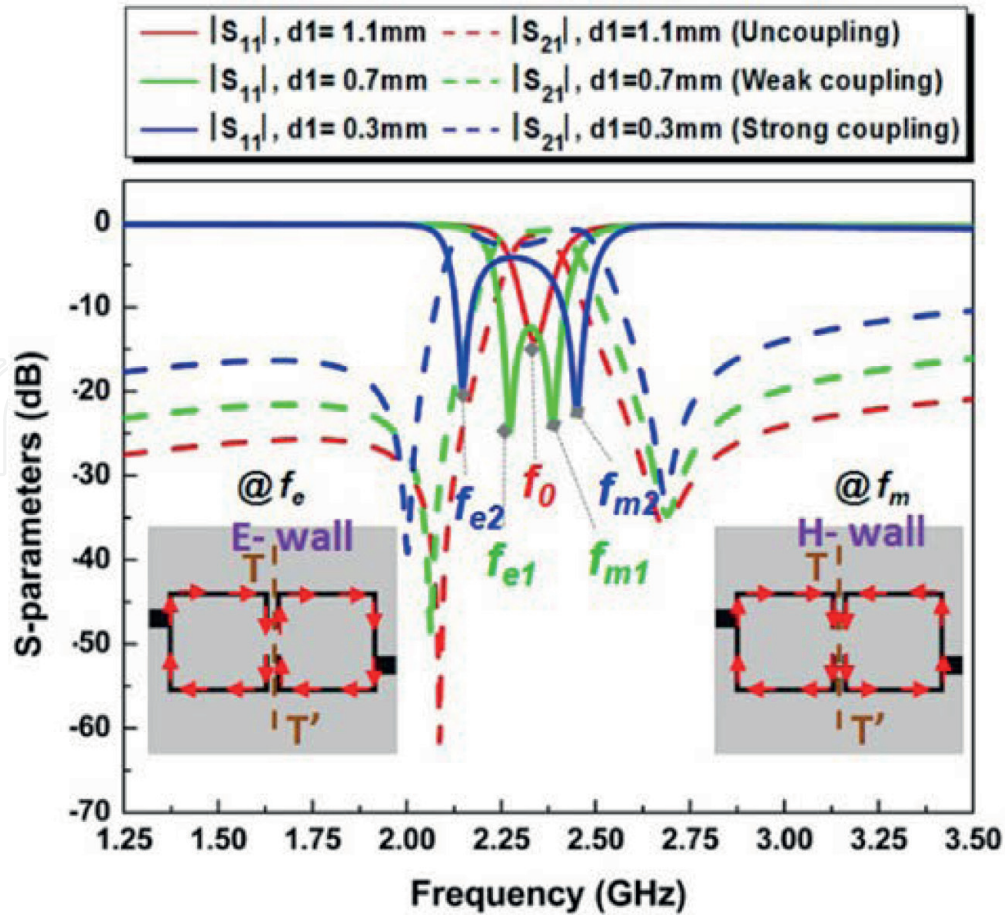 |S11|, d1= 1.1mm |S21|, d1=1.1mm (Uncoupling)
|S11|, d1= 0.7mm |S21|, d1=0.7mm (Weak coupling)
|S11|, d1= 0.3mm |S21|, d1=0.3mm (Strong coupling)
S-parameters (dB)
0
-10
-20
-30
-40
-50
-60
-70
@ fe
E- wall
T
T’
fe2
f0
fm2
fe1
fm1
@ fm
H- wall
T
T’
1.25 1.50 1.75 2.00 2.25 2.50 2.75 3.00 3.25 3.50
Frequency (GHz)